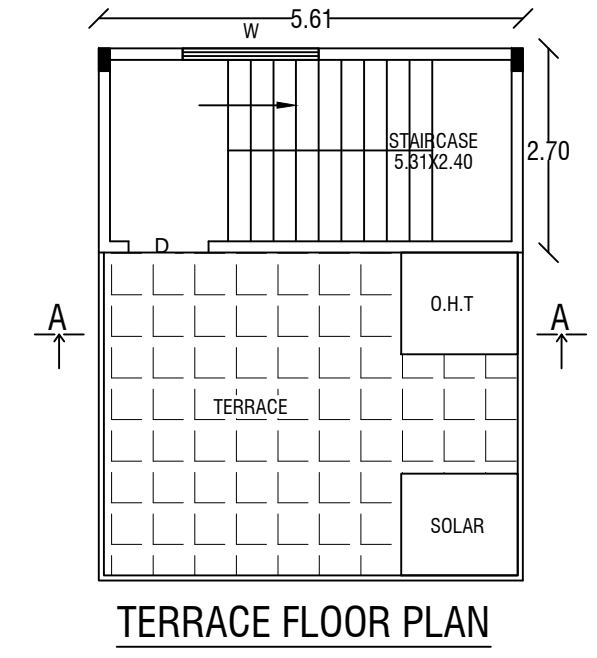 5.61
W
STAIRCASE
5.31X2.40
2.70
D
O.H.T
A
A
TERRACE
SOLAR
TERRACE FLOOR PLAN